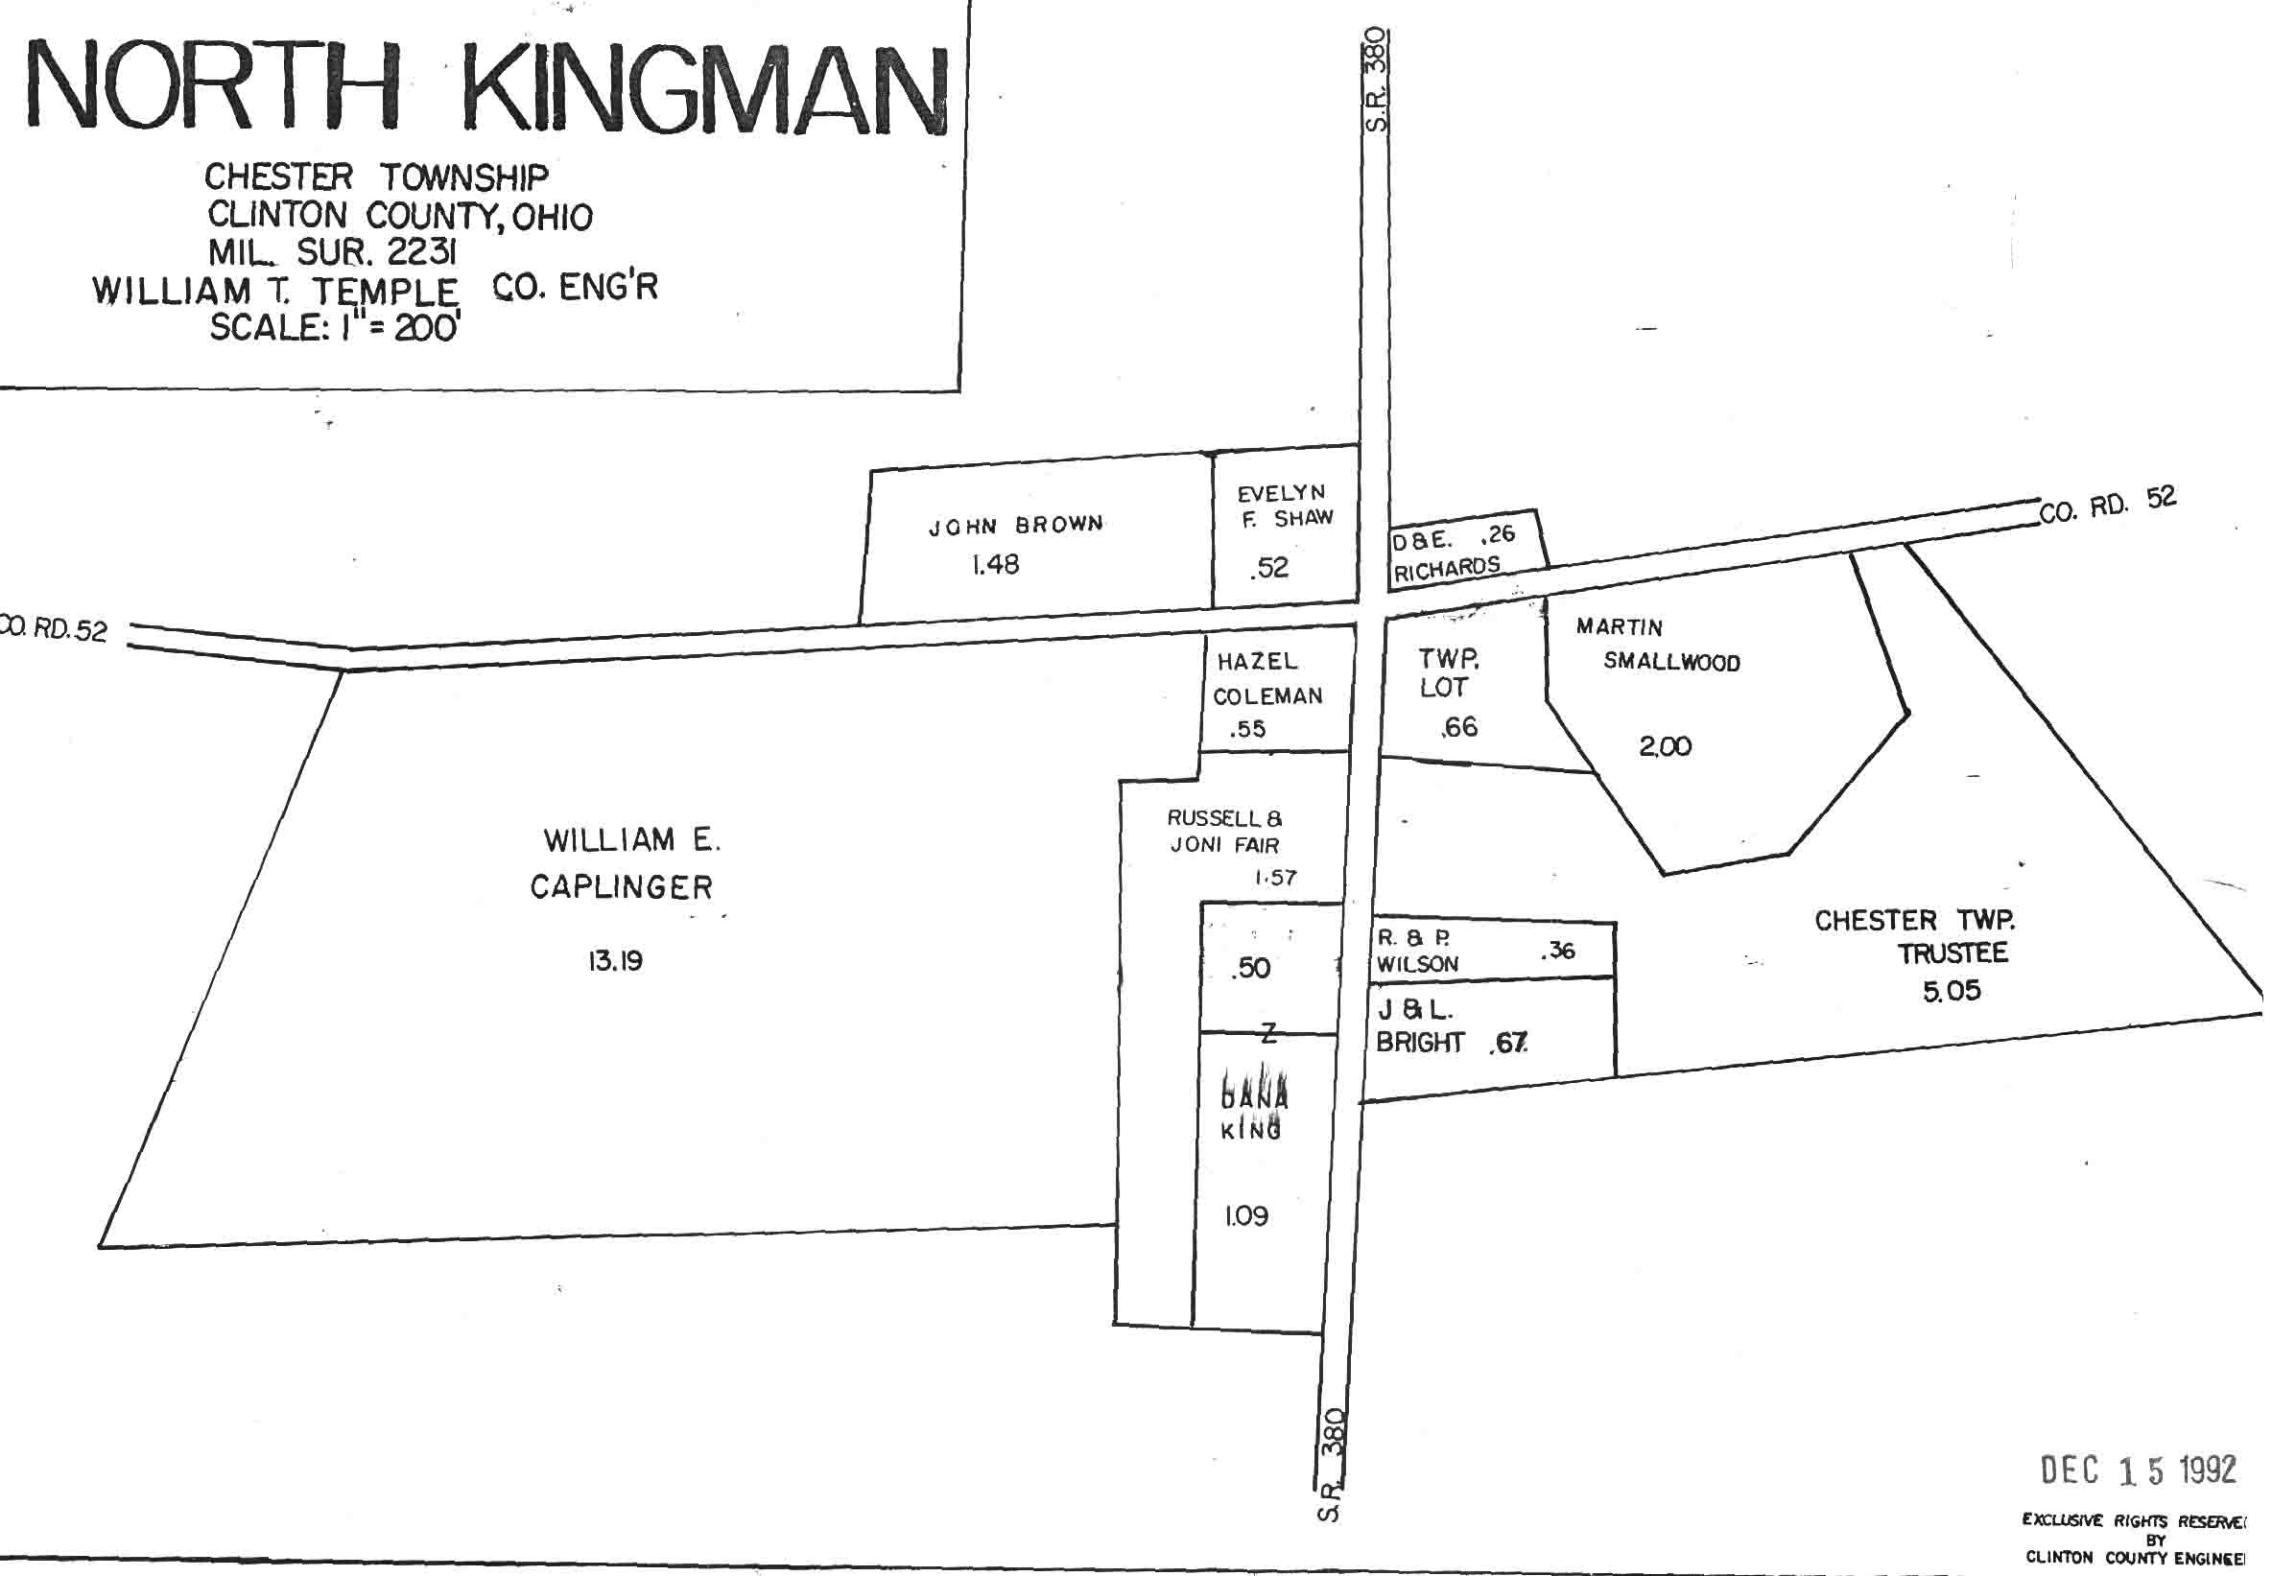 NORTH KINGMAN
CHESTER TOWNSHIP
CLINTON COUNTY, OHIO
MIL. SUR. 2231
WILLIAM T. TEMPLE CO. ENG'R
SCALE: 1"= 200'
S.R. 380
JOHN BROWN
1.48
EVELYN
F. SHAW
.52
D&E. .26
RICHARDS
CO. RD. 52
CO. RD. 52
HAZEL
COLEMAN
.55
TWP.
LOT
.66
MARTIN
SMALLWOOD
2.00
WILLIAM E.
CAPLINGER
13.19
RUSSELL &
JONI FAIR
1.57
.50
Z
DANA
KING
1.09
R. & P.
WILSON .36
J & L.
BRIGHT .67
CHESTER TWP.
TRUSTEE
5.05
S.R. 380
DEC 15 1992
EXCLUSIVE RIGHTS RESERVE
BY
CLINTON COUNTY ENGINEE